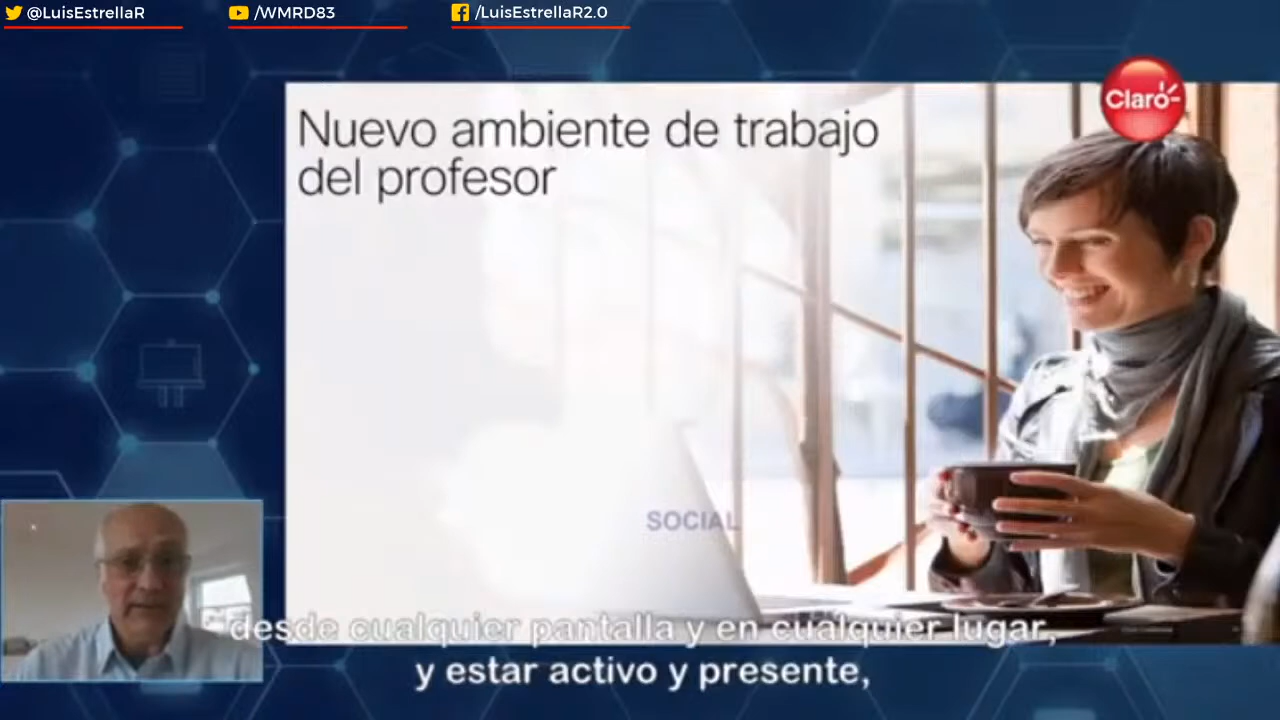 @LuisEstrellaR
/WMRD83
/LuisEstrellaR2.0
Claro
Nuevo ambiente de trabajo
del profesor
SOCIAL
desde cualquier pantalla y en cualquier lugar,
y estar activo y presente,